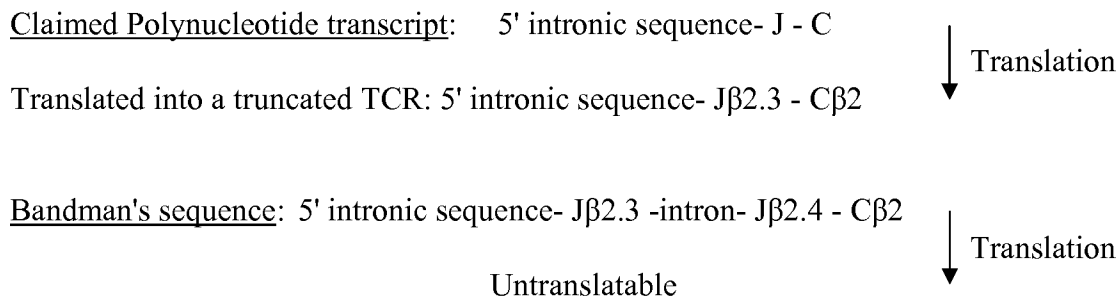 Claimed Polynucleotide transcript: 5' intronic sequence- J - C
Translation
Translated into a truncated TCR: 5' intronic sequence- Jβ2.3 - Cβ2
Bandman's sequence: 5' intronic sequence- Jβ2.3 -intron- Jβ2.4 - Cβ2
Translation
Untranslatable